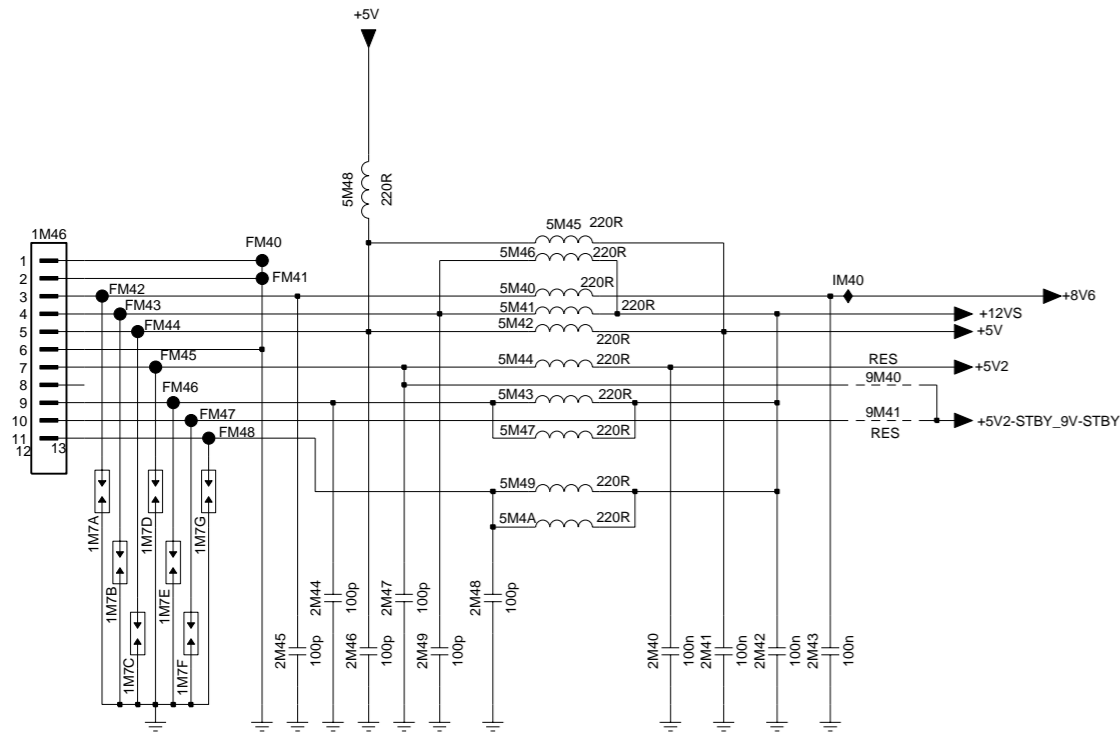 +5V
5M48
220R
1M46
FM40
5M45 220R
1
5M46 220R
2
FM41
3
FM42
5M40 220R
IM40
+8V6
4
FM43
5M41 220R
+12VS
5
FM44
5M42 220R
+5V
6
FM45
7
5M44 220R
RES
+5V2
8
FM46
9M40
9
5M43 220R
10
FM47
9M41
+5V2-STBY_9V-STBY
11
FM48
5M47 220R
RES
12 13
5M49 220R
5M4A 220R
1M7A
1M7D
1M7G
1M7B
1M7E
1M7C
1M7F
2M45
100p
2M44
100p
2M46
100p
2M47
100p
2M49
100p
2M48
100p
2M40
100n
2M41
100n
2M42
100n
2M43
100n